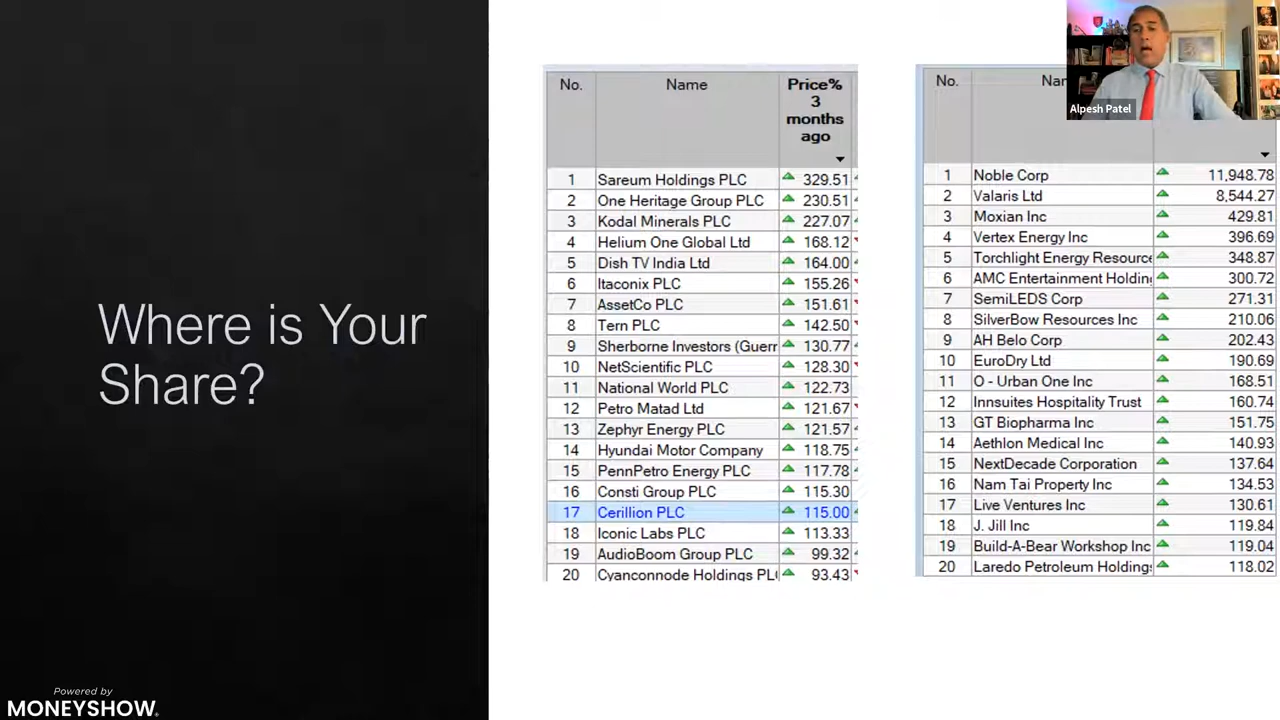 Where is Your
Share?
No. Name Price%
3
months
ago
1 Sareum Holdings PLC 329.51
2 One Heritage Group PLC 230.51
3 Kodal Minerals PLC 227.07
4 Helium One Global Ltd 168.12
5 Dish TV India Ltd 164.00
6 Itaconix PLC 155.26
7 AssetCo PLC 151.61
8 Tern PLC 142.50
9 Sherborne Investors (Guerr 130.77
10 NetScientific PLC 128.30
11 National World PLC 122.73
12 Petro Matad Ltd 121.67
13 Zephyr Energy PLC 121.57
14 Hyundai Motor Company 118.75
15 PennPetro Energy PLC 117.78
16 Consti Group PLC 115.30
17 Cerillion PLC 115.00
18 Iconic Labs PLC 113.33
19 AudioBoom Group PLC 99.32
20 Cyanconnode Holdings PL 93.43
No. Nar
1 Noble Corp 11,948.78
2 Valaris Ltd 8,544.27
3 Moxian Inc 429.81
4 Vertex Energy Inc 396.69
5 Torchlight Energy Resource 348.87
6 AMC Entertainment Holding 300.72
7 SemiLEDS Corp 271.31
8 SilverBow Resources Inc 210.06
9 AH Belo Corp 202.43
10 EuroDry Ltd 190.69
11 O - Urban One Inc 168.51
12 Innsuites Hospitality Trust 160.74
13 GT Biopharma Inc 151.75
14 Aethlon Medical Inc 140.93
15 NextDecade Corporation 137.64
16 Nam Tai Property Inc 134.53
17 Live Ventures Inc 130.61
18 J. Jill Inc 119.84
19 Build-A-Bear Workshop Inc 119.04
20 Laredo Petroleum Holdings 118.02
Alpesh Patel
Powered by
MONEYSHOW.